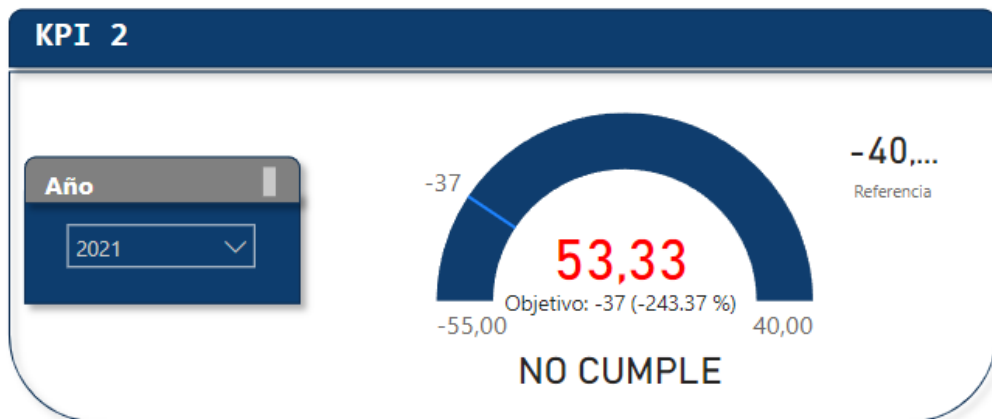 KPI 2
Año
2021
-37
53,33
Objetivo: -37 (-243.37 %)
-55,00
40,00
NO CUMPLE
-40,...
Referencia